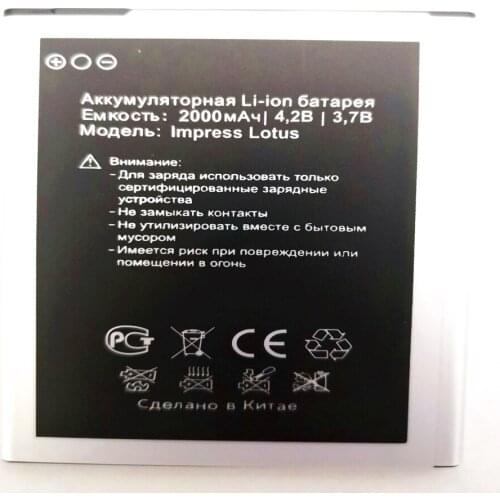 Аккумуляторная Li-ion батарея
Емкость: 2000мАч| 4,2В | 3,7В
Модель: Impress Lotus
Внимание:
- Для заряда использовать только
сертифицированные зарядные
устройства
- Не замыкать контакты
- Не утилизировать вместе с бытовым
мусором
- Имеется риск при повреждении или
помещении в огонь
РСТ CE
Сделано в Китае